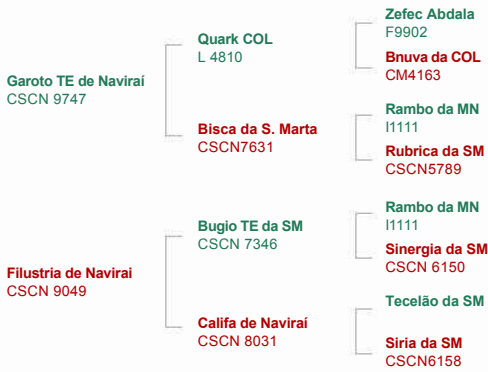 Zefec Abdala
F9902
Quark COL
L 4810
Bnuva da COL
CM4163
Garoto TE de Naviraí
CSCN 9747
Rambo da MN
I1111
Bisca da S. Marta
CSCN7631
Rubrica da SM
CSCN5789
Rambo da MN
I1111
Bugio TE da SM
CSCN 7346
Sinergia da SM
CSCN 6150
Filustria de Navirai
CSCN 9049
Tecelão da SM
Califa de Naviraí
CSCN 8031
Siria da SM
CSCN6158